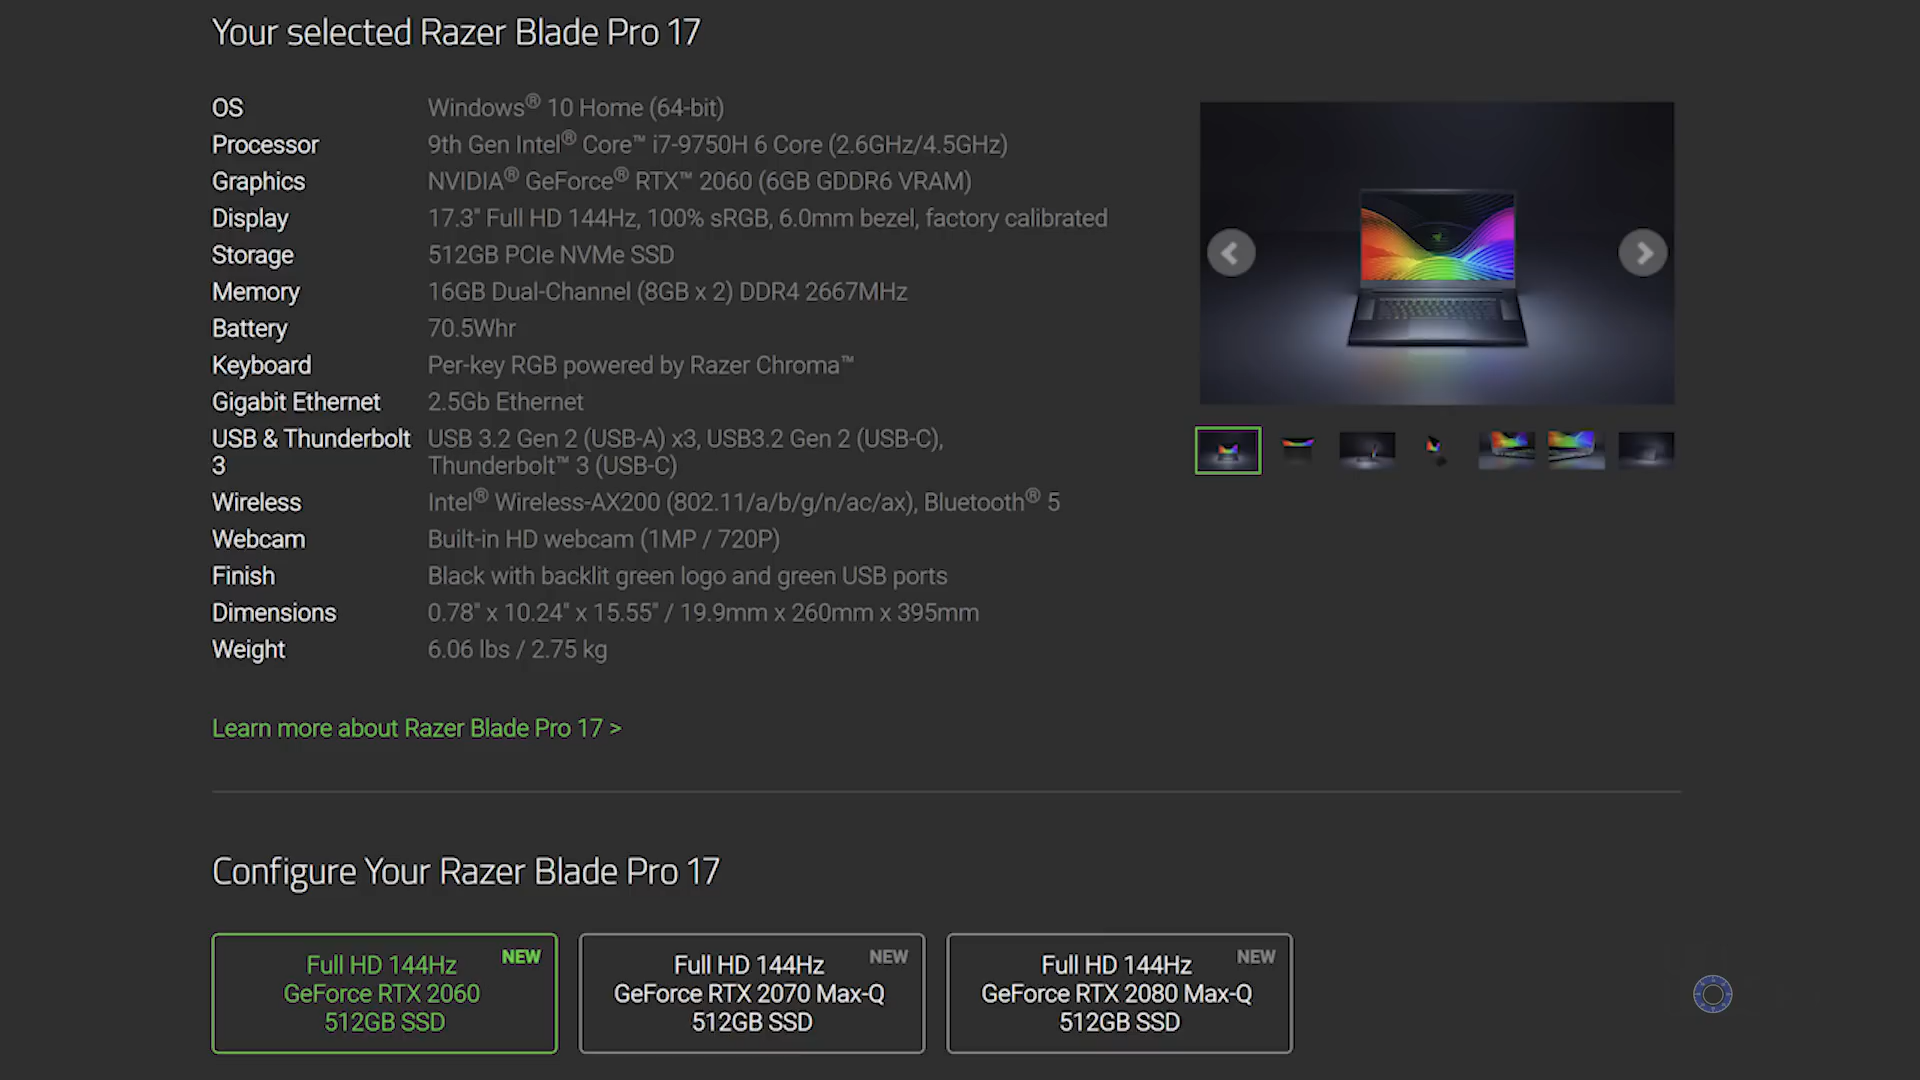 Your selected Razer Blade Pro 17
OS Windows® 10 Home (64-bit)
Processor 9th Gen Intel® Core™ i7-9750H 6 Core (2.6GHz/4.5GHz)
Graphics NVIDIA® GeForce® RTX™ 2060 (6GB GDDR6 VRAM)
Display 17.3" Full HD 144Hz, 100% sRGB, 6.0mm bezel, factory calibrated
Storage 512GB PCIe NVMe SSD
Memory 16GB Dual-Channel (8GB x 2) DDR4 2667MHz
Battery 70.5Whr
Keyboard Per-key RGB powered by Razer Chroma™
Gigabit Ethernet 2.5Gb Ethernet
USB & Thunderbolt USB 3.2 Gen 2 (USB-A) x3, USB3.2 Gen 2 (USB-C),
3 Thunderbolt™ 3 (USB-C)
Wireless Intel® Wireless-AX200 (802.11/a/b/g/n/ac/ax), Bluetooth® 5
Webcam Built-in HD webcam (1MP / 720P)
Finish Black with backlit green logo and green USB ports
Dimensions 0.78" x 10.24" x 15.55" / 19.9mm x 260mm x 395mm
Weight 6.06 lbs / 2.75 kg
Learn more about Razer Blade Pro 17 >
Configure Your Razer Blade Pro 17
NEW
Full HD 144Hz
GeForce RTX 2060
512GB SSD
NEW
Full HD 144Hz
GeForce RTX 2070 Max-Q
512GB SSD
NEW
Full HD 144Hz
GeForce RTX 2080 Max-Q
512GB SSD